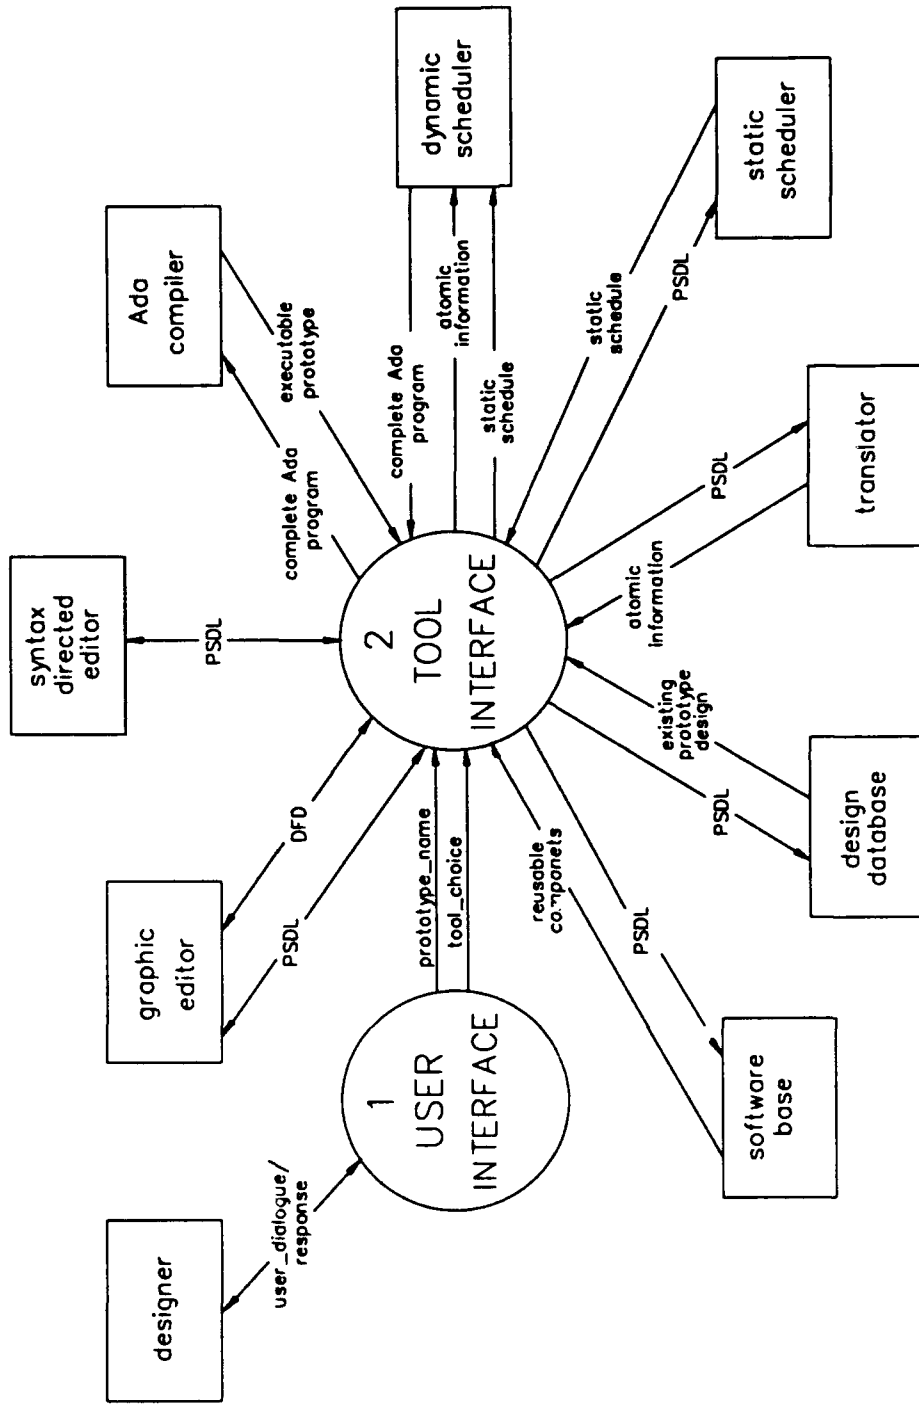 designer
user_dialogue/
response
1
USER
INTERFACE
prototype_name
tool_choice
graphic
editor
PSDL
DFD
syntax
directed
editor
PSDL
Ada
compiler
complete Ada
program
executable
prototype
2
TOOL
INTERFACE
dynamic
scheduler
complete Ada
program
atomic
information
static
schedule
static
scheduler
static
schedule
PSDL
translator
PSDL
atomic
information
design
database
existing
prototype
design
PSDL
software
base
reusable
componets
PSDL